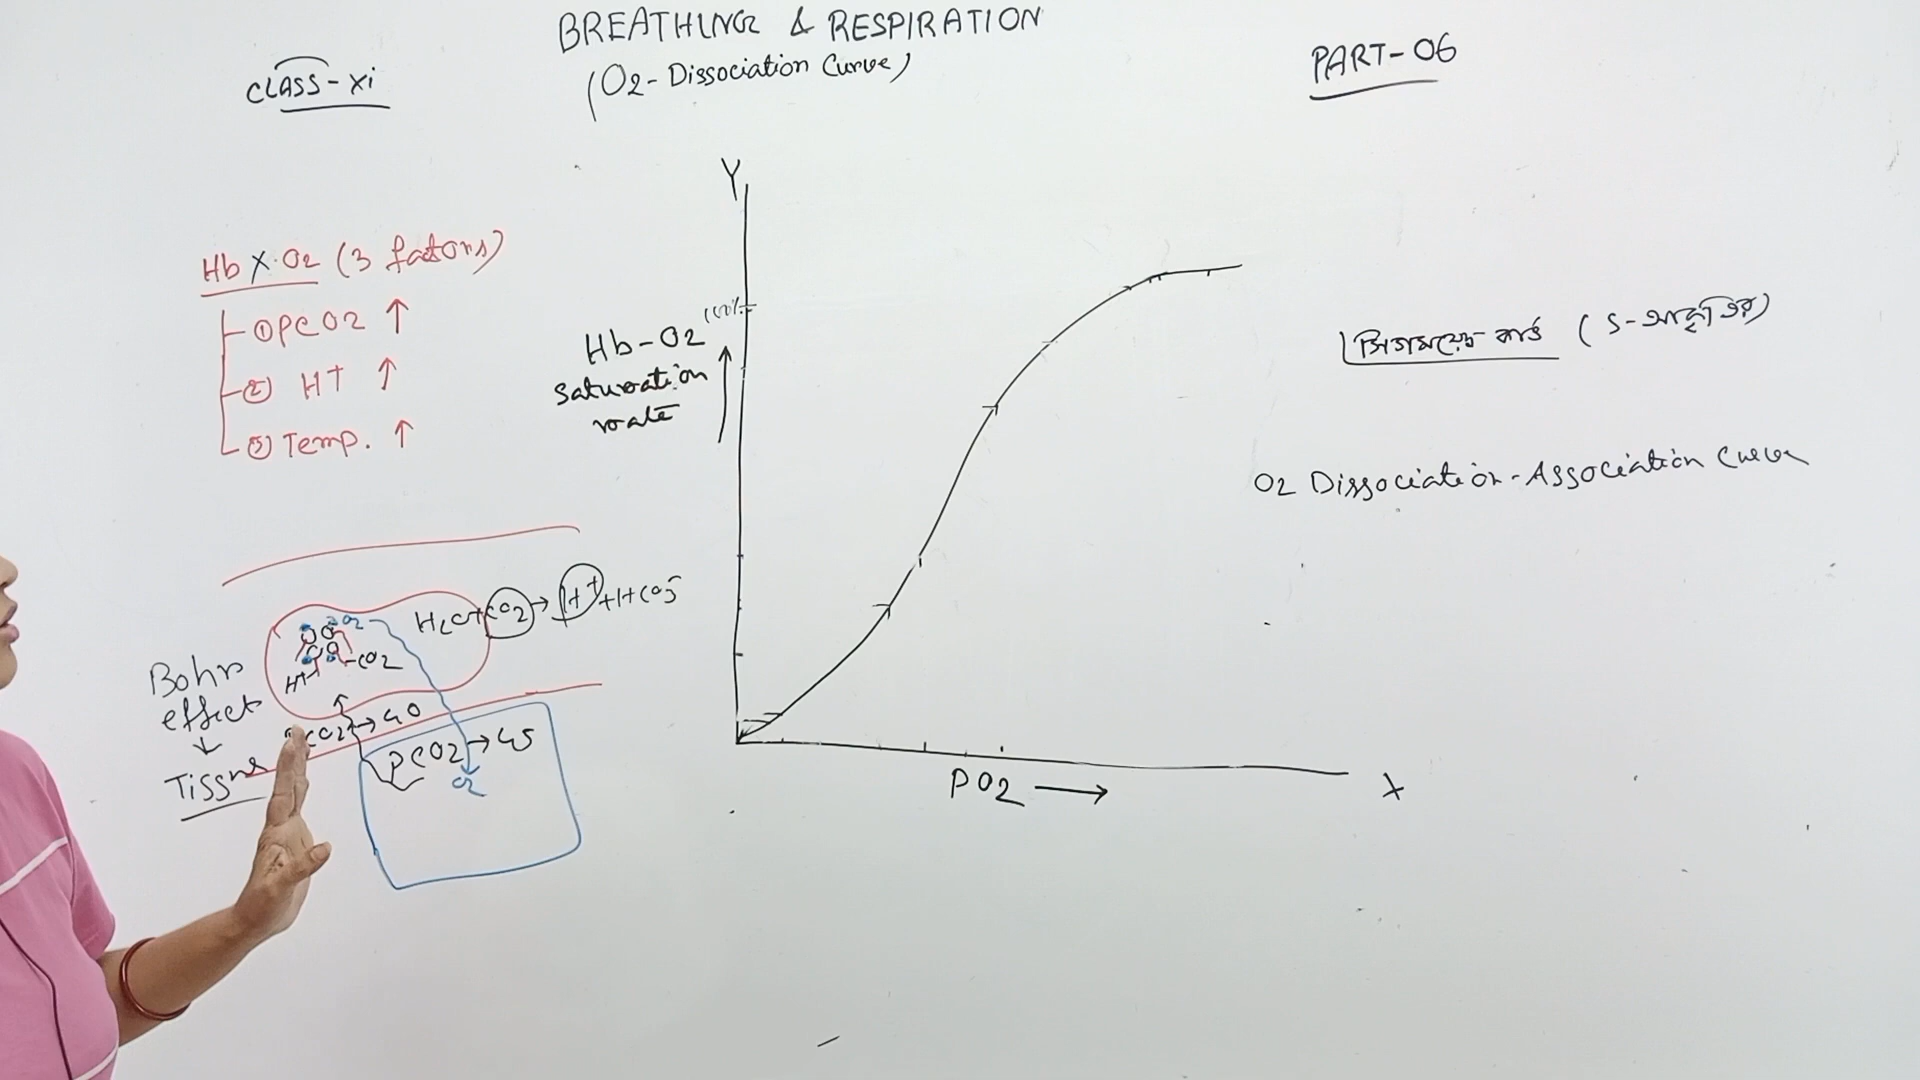 BREATHING & RESPIRATION
(O2-Dissociation Curve)
CLASS-XI
PART-06
Hb X O2 (3 factors)
① PCO2 ↑
② H+ ↑
③ Temp. ↑
Y
100%
Hb-O2 ↑
saturation
rate
PO2 →
X
সিগময়েড কার্ভ (S-আকৃতির)
O2 Dissociation-Association Curve
H2O+CO2→H++HCO3-
O2
-CO2
H+
Bohr
effect
↓
Tissue
PCO2→40
PCO2→45
O2